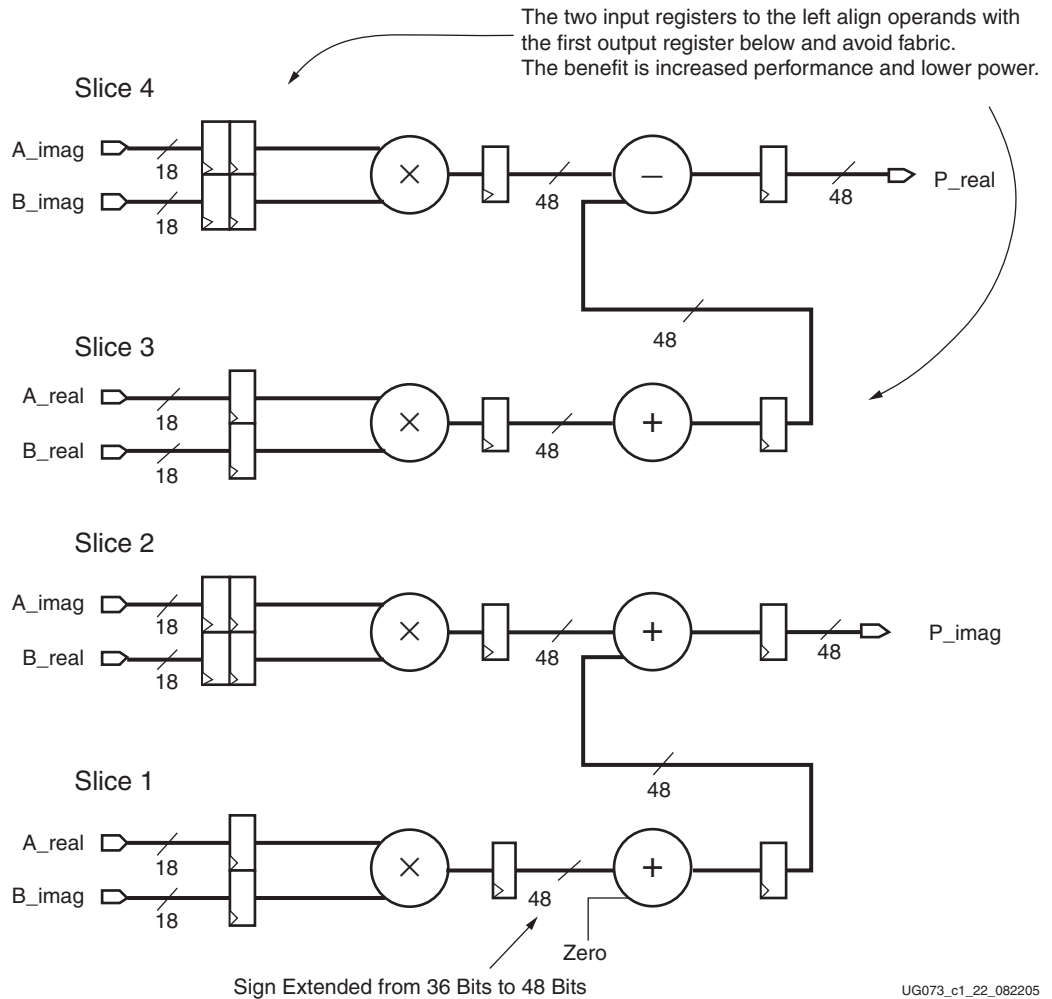 The two input registers to the left align operands with
the first output register below and avoid fabric.
The benefit is increased performance and lower power.
Slice 4
A_imag
18
B_imag
18
×
48
–
48
P_real
48
Slice 3
A_real
18
B_real
18
×
48
+
Slice 2
A_imag
18
B_real
18
×
48
+
48
P_imag
48
Slice 1
A_real
18
B_imag
18
×
48
+
Zero
Sign Extended from 36 Bits to 48 Bits
UG073_c1_22_082205